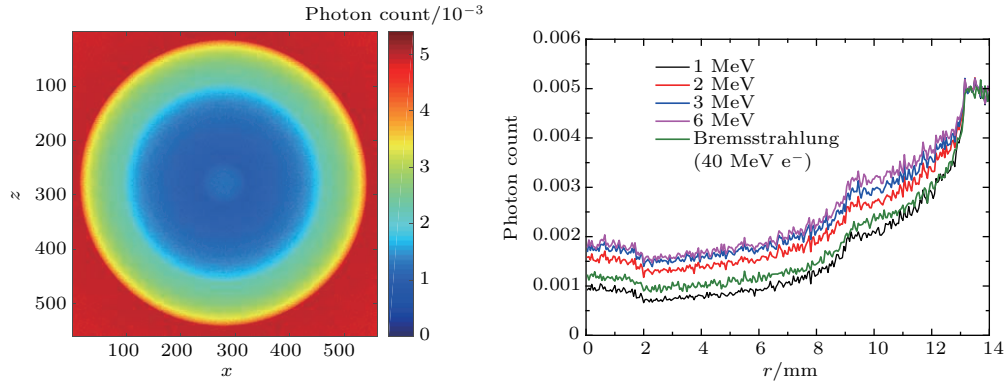 Photon count/10⁻³
5
4
3
2
1
0
100
200
300
400
500
z
100 200 300 400 500
x
0.006
0.005
0.004
0.003
0.002
0.001
0
Photon count
1 MeV
2 MeV
3 MeV
6 MeV
Bremsstrahlung
(40 MeV e⁻)
0 2 4 6 8 10 12 14
r/mm